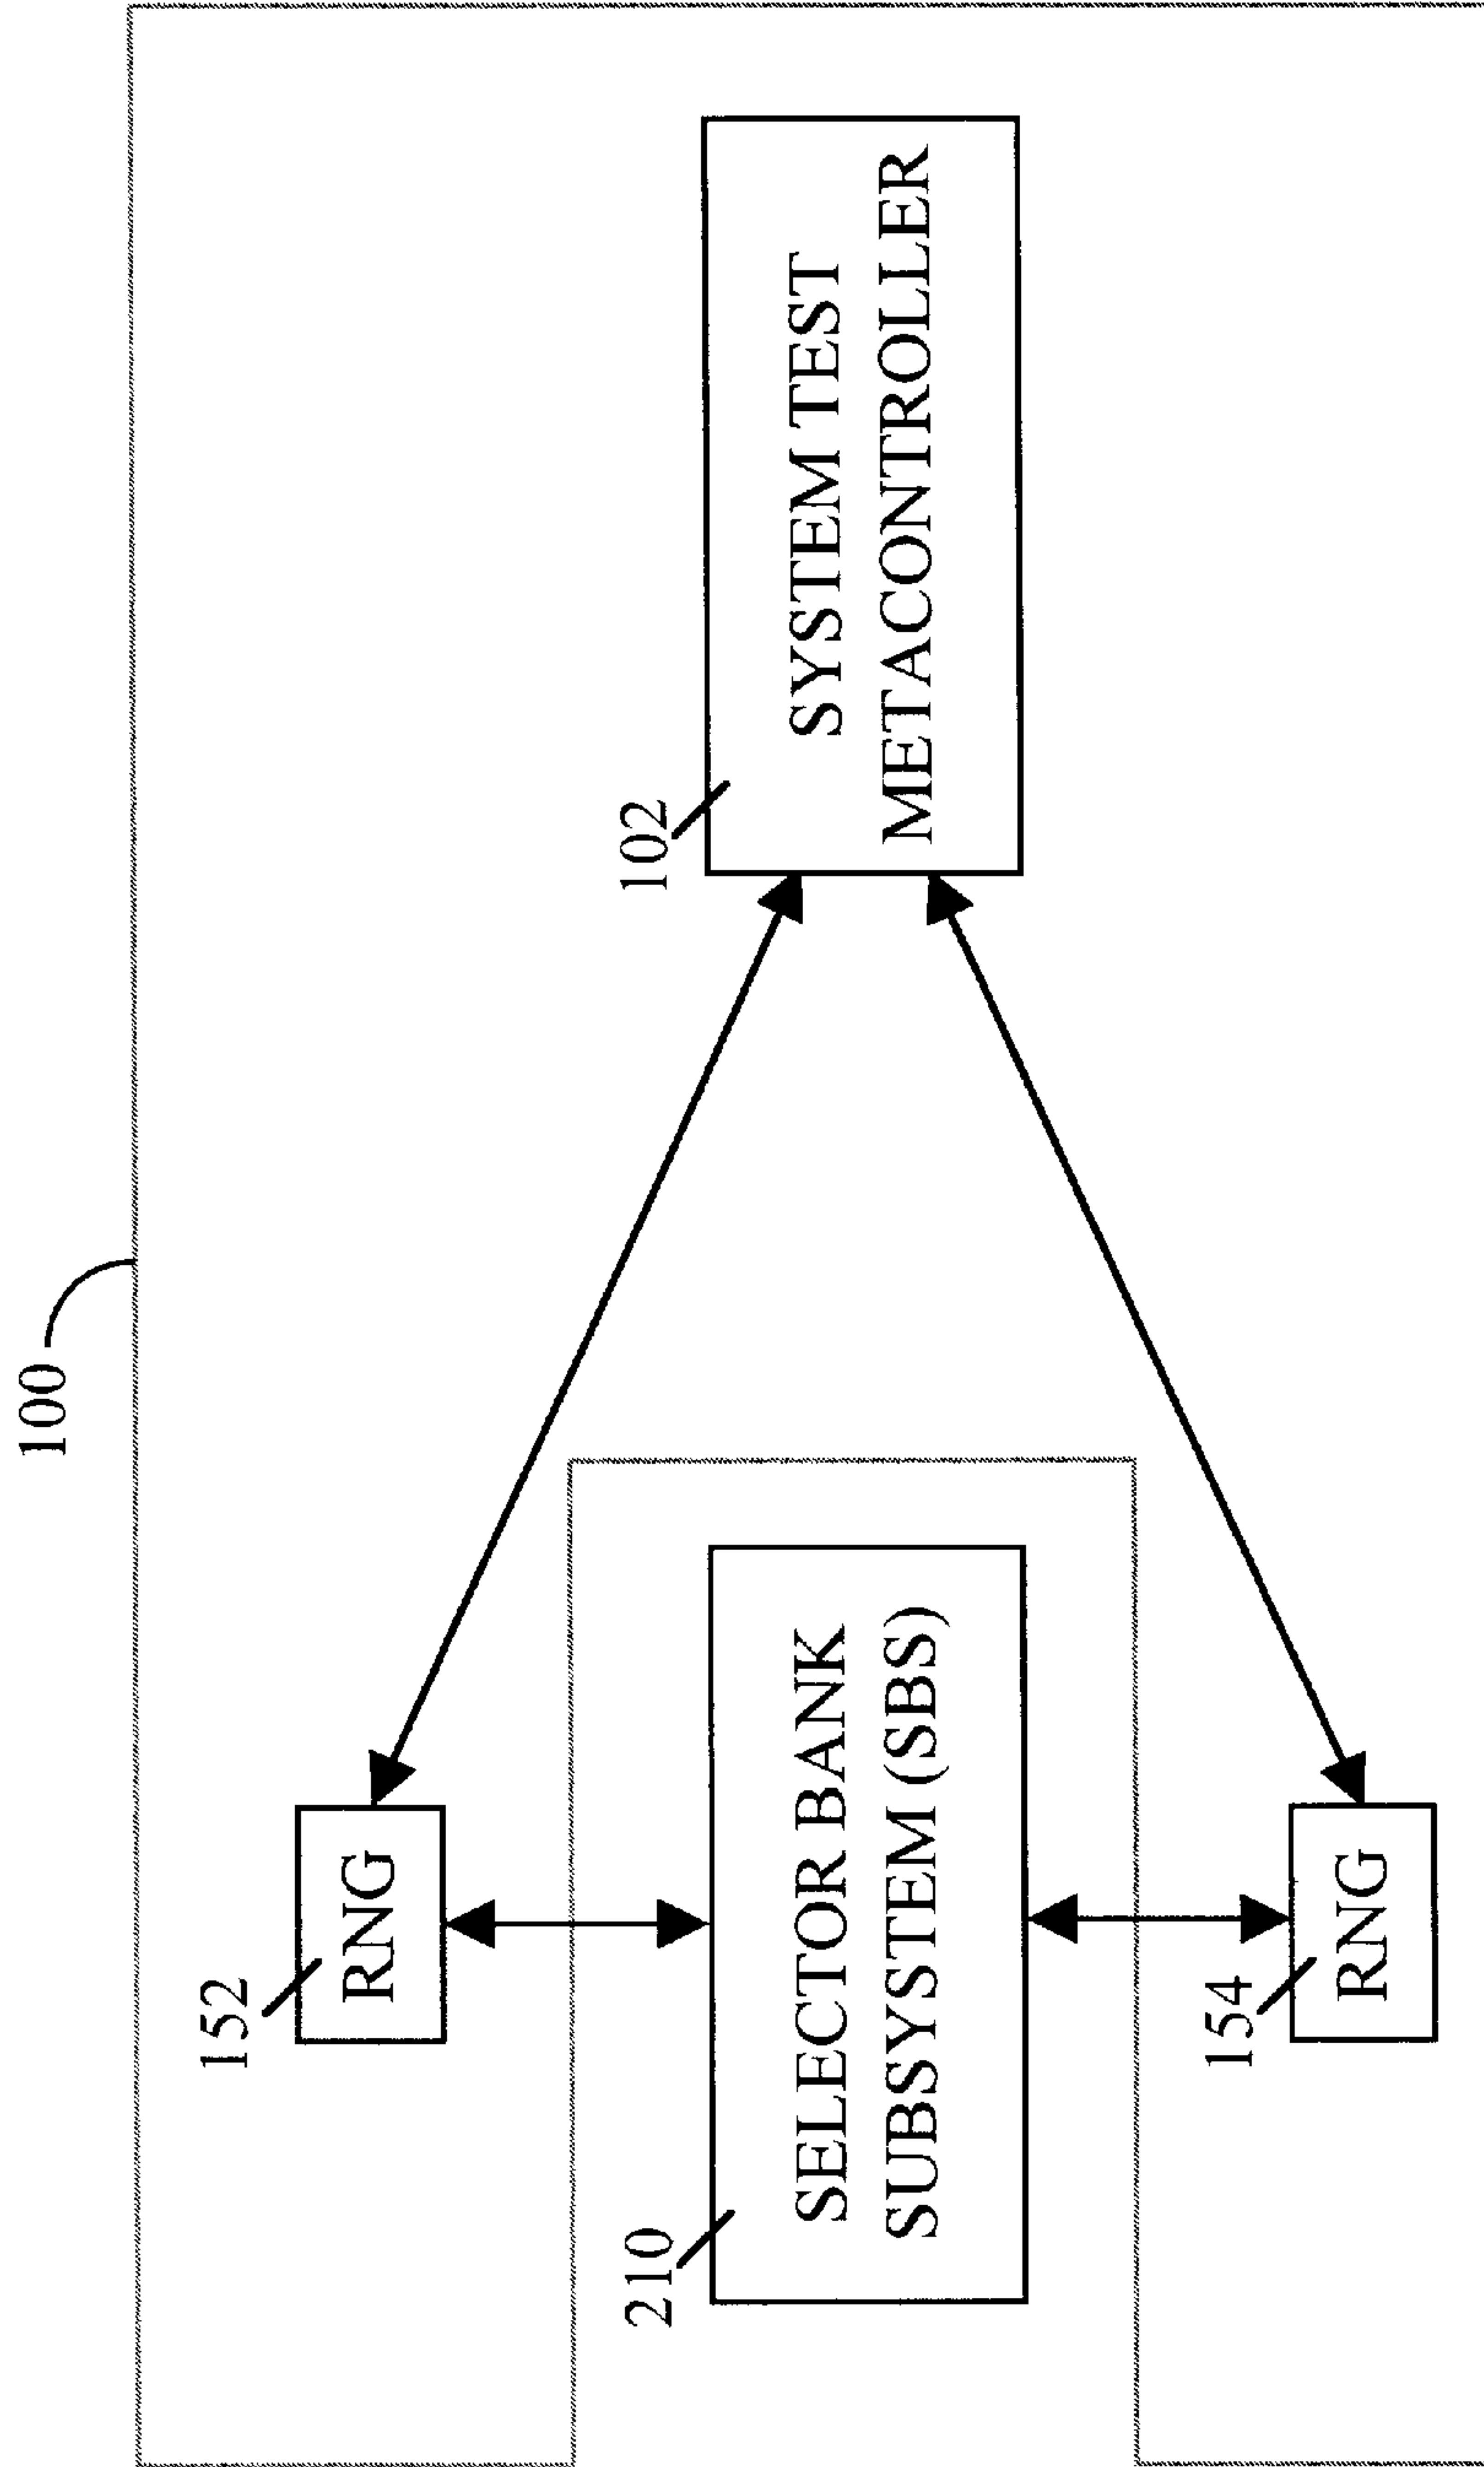 100
152
RNG
210
SELECTOR BANK
SUBSYSTEM (SBS)
102
SYSTEM TEST
METACONTROLLER
154
RNG